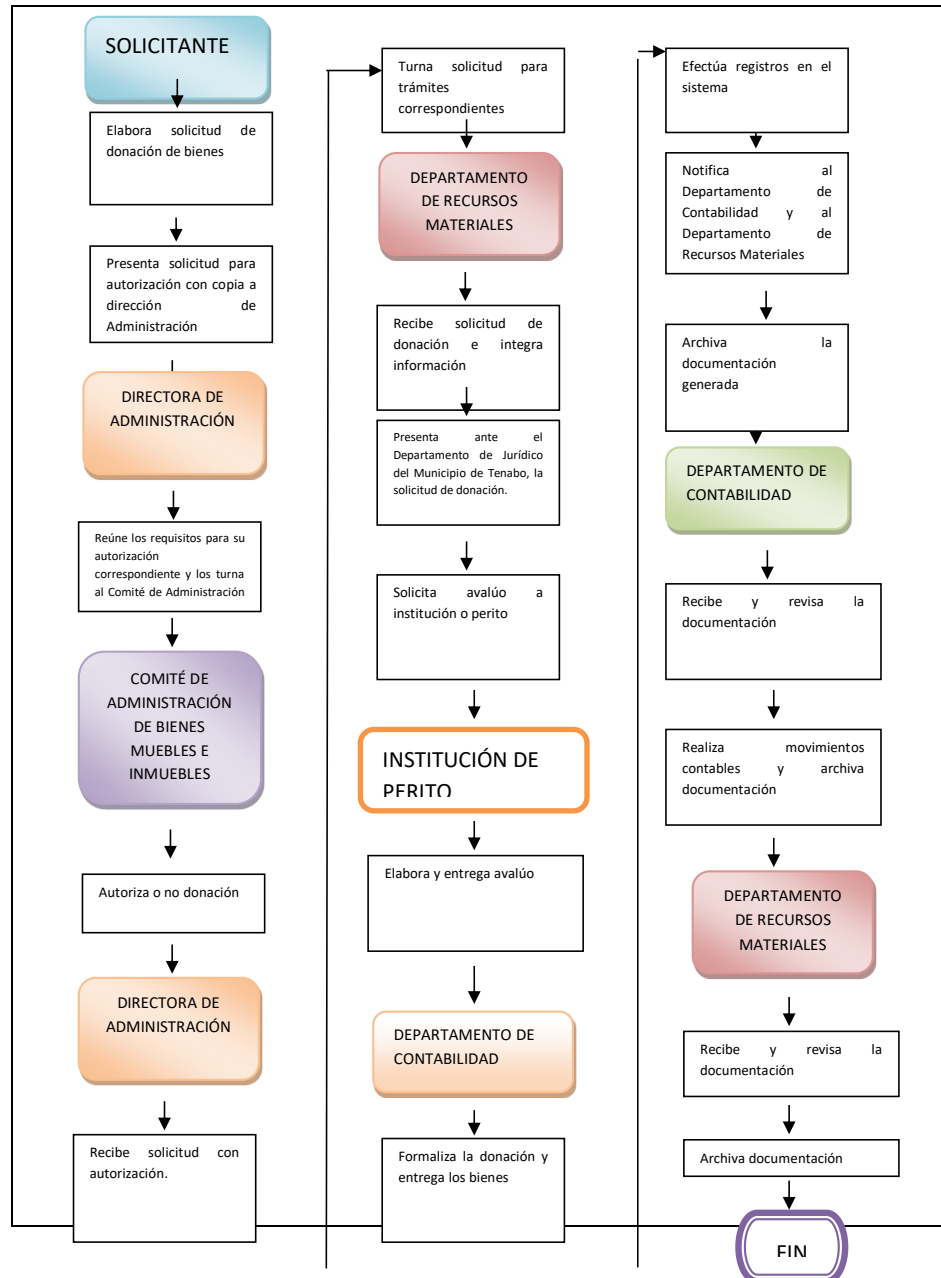 SOLICITANTE
Elabora solicitud de
donación de bienes
Presenta solicitud para
autorización con copia a
dirección de
Administración
DIRECTORA DE
ADMINISTRACIÓN
Reúne los requisitos para su
autorización
correspondiente y los turna
al Comité de Administración
COMITÉ DE
ADMINISTRACIÓN
DE BIENES
MUEBLES E
INMUEBLES
Autoriza o no donación
DIRECTORA DE
ADMINISTRACIÓN
Recibe solicitud con
autorización.
Turna solicitud para
trámites
correspondientes
DEPARTAMENTO
DE RECURSOS
MATERIALES
Recibe solicitud de
donación e integra
información
Presenta ante el
Departamento de Jurídico
del Municipio de Tenabo, la
solicitud de donación.
Solicita avalúo a
institución o perito
INSTITUCIÓN DE
PERITO
Elabora y entrega avalúo
DEPARTAMENTO DE
CONTABILIDAD
Formaliza la donación y
entrega los bienes
Efectúa registros en el
sistema
Notifica al
Departamento de
Contabilidad y al
Departamento de
Recursos Materiales
Archiva la
documentación
generada
DEPARTAMENTO DE
CONTABILIDAD
Recibe y revisa la
documentación
Realiza movimientos
contables y archiva
documentación
DEPARTAMENTO
DE RECURSOS
MATERIALES
Recibe y revisa la
documentación
Archiva documentación
FIN